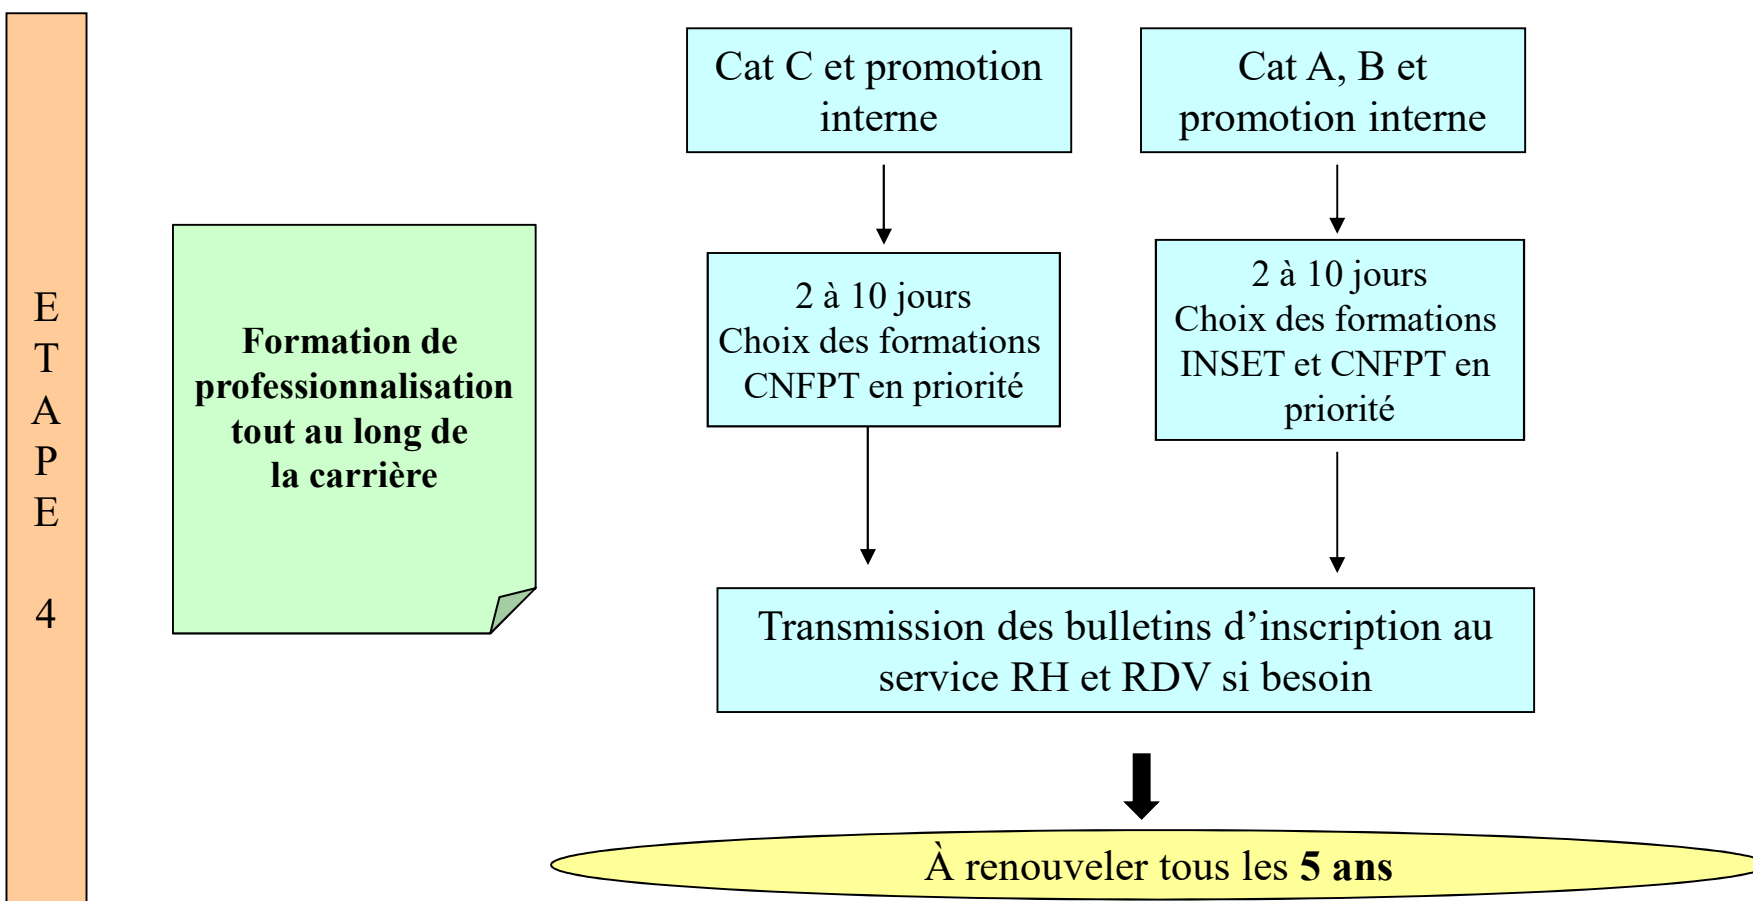 E
T
A
P
E
4
Formation de
professionnalisation
tout au long de
la carrière
Cat C et promotion
interne
Cat A, B et
promotion interne
2 à 10 jours
Choix des formations
CNFPT en priorité
2 à 10 jours
Choix des formations
INSET et CNFPT en
priorité
Transmission des bulletins d’inscription au
service RH et RDV si besoin
À renouveler tous les 5 ans